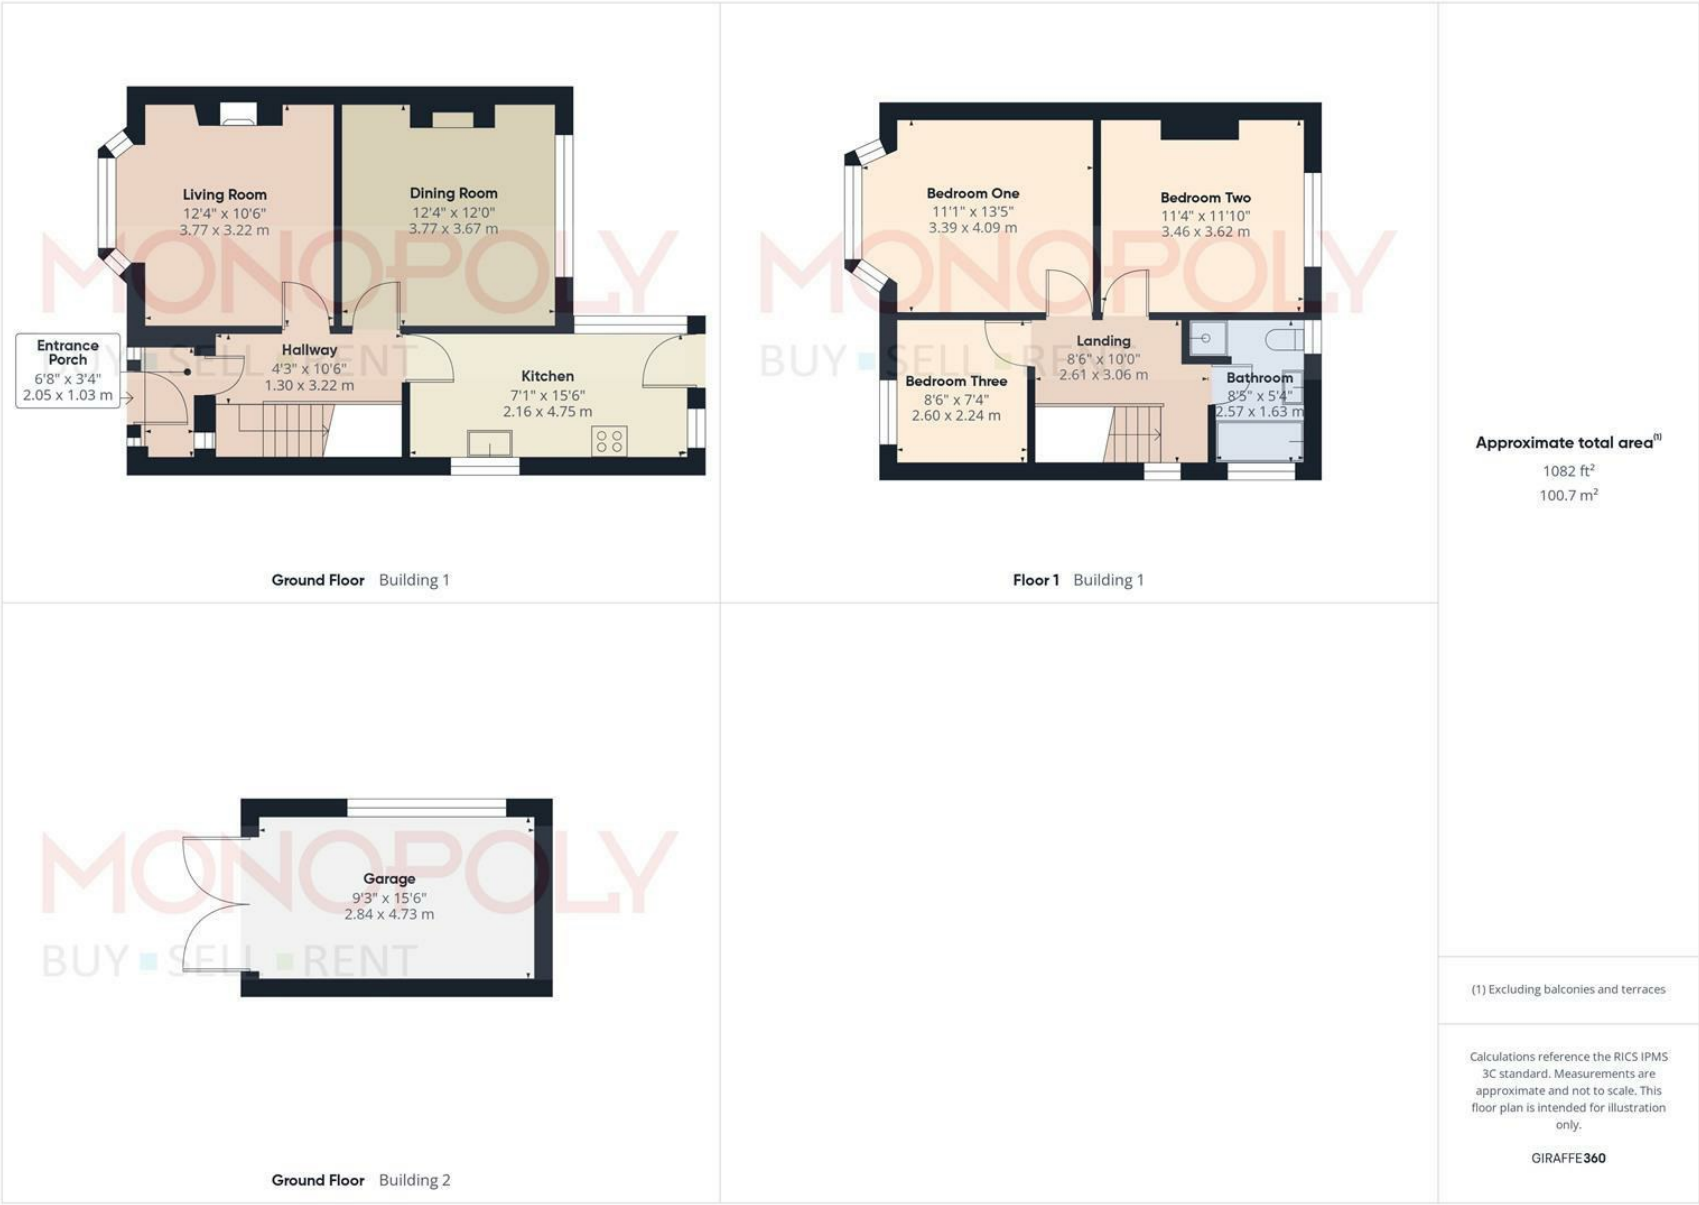 Living Room
12'4" x 10'6"
3.77 x 3.22 m
Dining Room
12'4" x 12'0"
3.77 x 3.67 m
Entrance
Porch
6'8" x 3'4"
2.05 x 1.03 m
Hallway
4'3" x 10'6"
1.30 x 3.22 m
Kitchen
7'1" x 15'6"
2.16 x 4.75 m
MONOPOLY
BUY SELL RENT
Ground Floor Building 1
Bedroom One
11'1" x 13'5"
3.39 x 4.09 m
Bedroom Two
11'4" x 11'10"
3.46 x 3.62 m
Landing
8'6" x 10'0"
2.61 x 3.06 m
Bedroom Three
8'6" x 7'4"
2.60 x 2.24 m
Bathroom
8'5" x 5'4"
2.57 x 1.63 m
MONOPOLY
BUY SELL RENT
Floor 1 Building 1
Garage
9'3" x 15'6"
2.84 x 4.73 m
MONOPOLY
BUY SELL RENT
Ground Floor Building 2
Approximate total area(1)
1082 ft²
100.7 m²
(1) Excluding balconies and terraces
Calculations reference the RICS IPMS
3C standard. Measurements are
approximate and not to scale. This
floor plan is intended for illustration
only.
GIRAFFE360